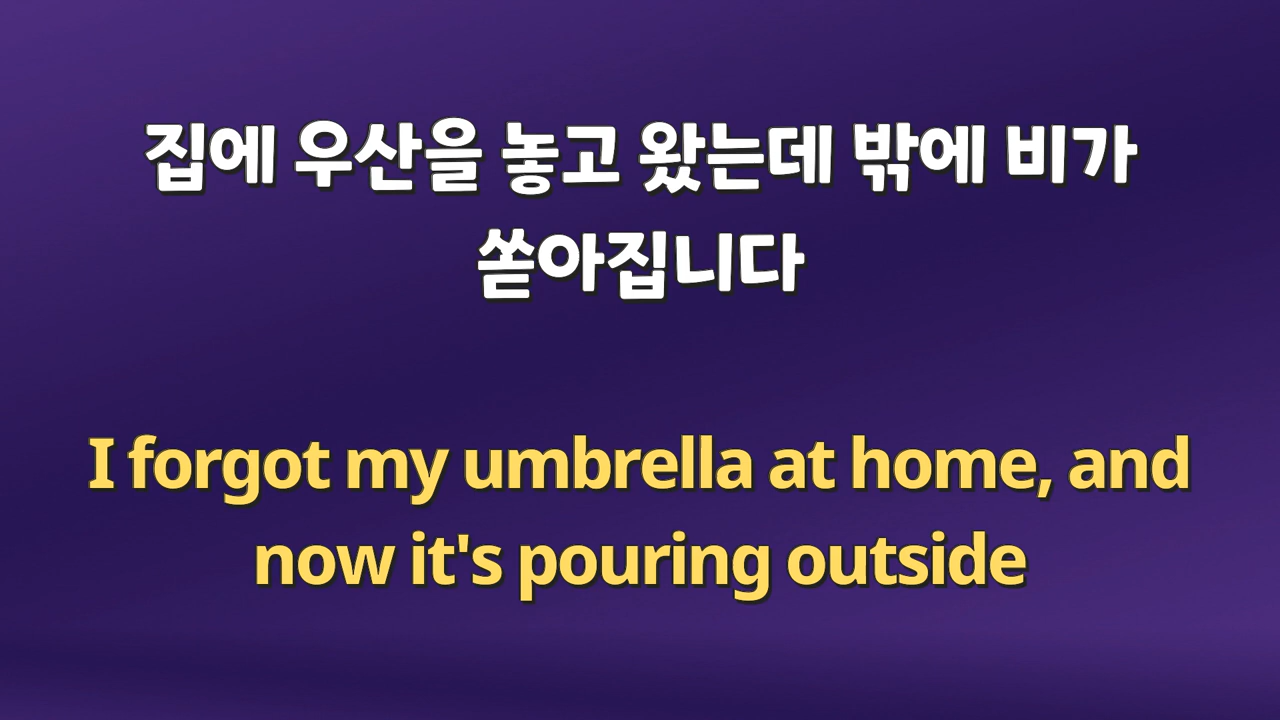 집에 우산을 놓고 왔는데 밖에 비가
쏟아집니다
I forgot my umbrella at home, and
now it's pouring outside